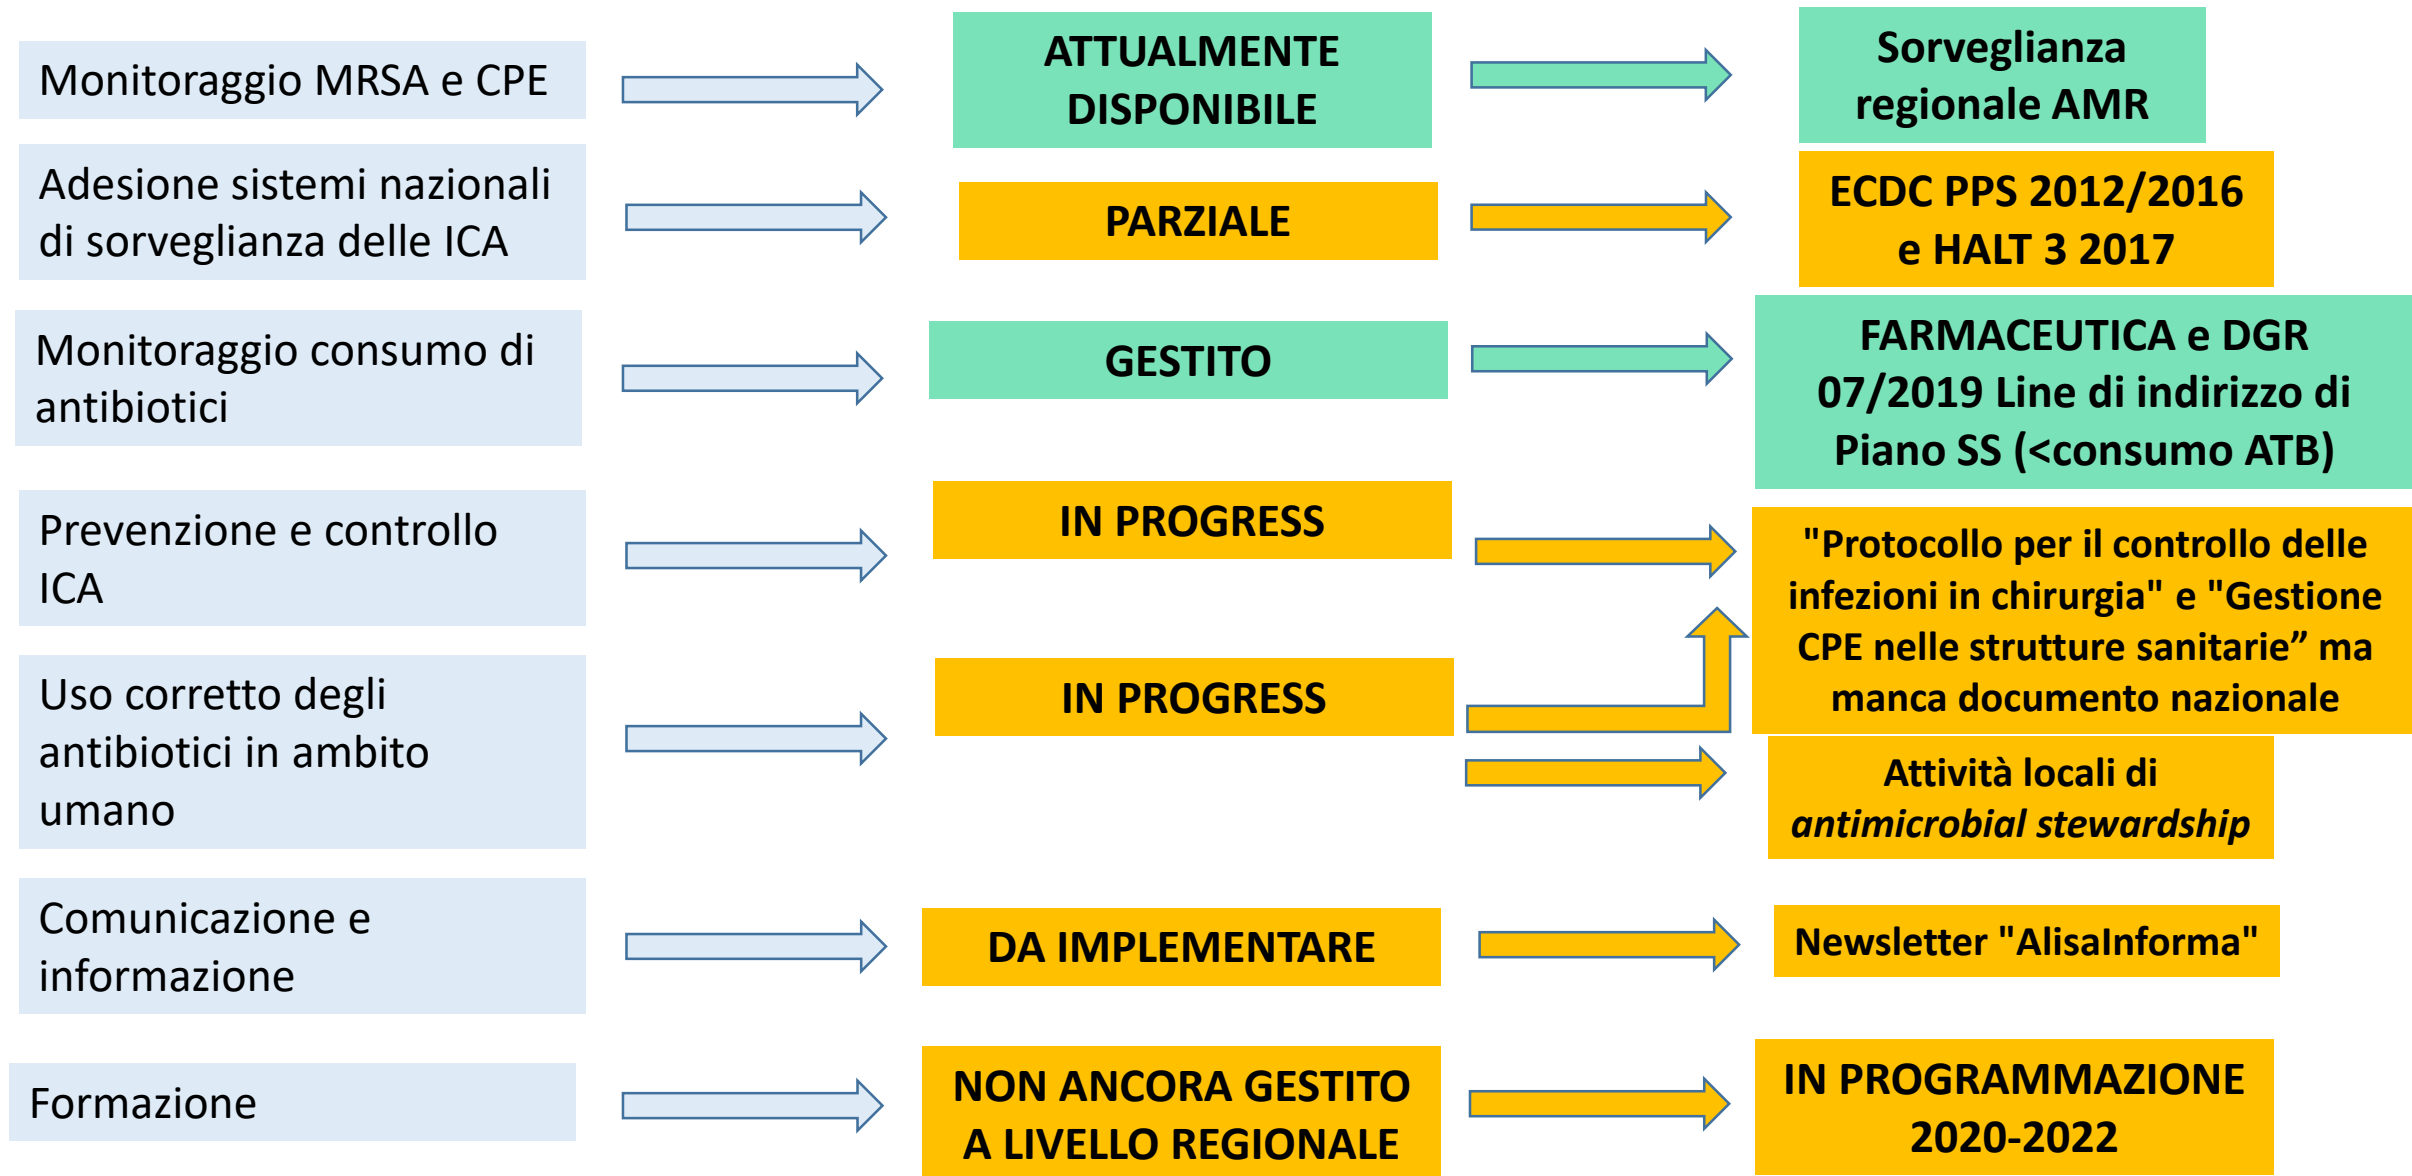 Monitoraggio MRSA e CPE
ATTUALMENTE
DISPONIBILE
Sorveglianza
regionale AMR
Adesione sistemi nazionali
di sorveglianza delle ICA
PARZIALE
ECDC PPS 2012/2016
e HALT 3 2017
Monitoraggio consumo di
antibiotici
GESTITO
FARMACEUTICA e DGR
07/2019 Line di indirizzo di
Piano SS (<consumo ATB)
Prevenzione e controllo
ICA
IN PROGRESS
"Protocollo per il controllo delle
infezioni in chirurgia" e "Gestione
CPE nelle strutture sanitarie” ma
manca documento nazionale
Uso corretto degli
antibiotici in ambito
umano
IN PROGRESS
Attività locali di
antimicrobial stewardship
Comunicazione e
informazione
DA IMPLEMENTARE
Newsletter "AlisaInforma"
Formazione
NON ANCORA GESTITO
A LIVELLO REGIONALE
IN PROGRAMMAZIONE
2020-2022